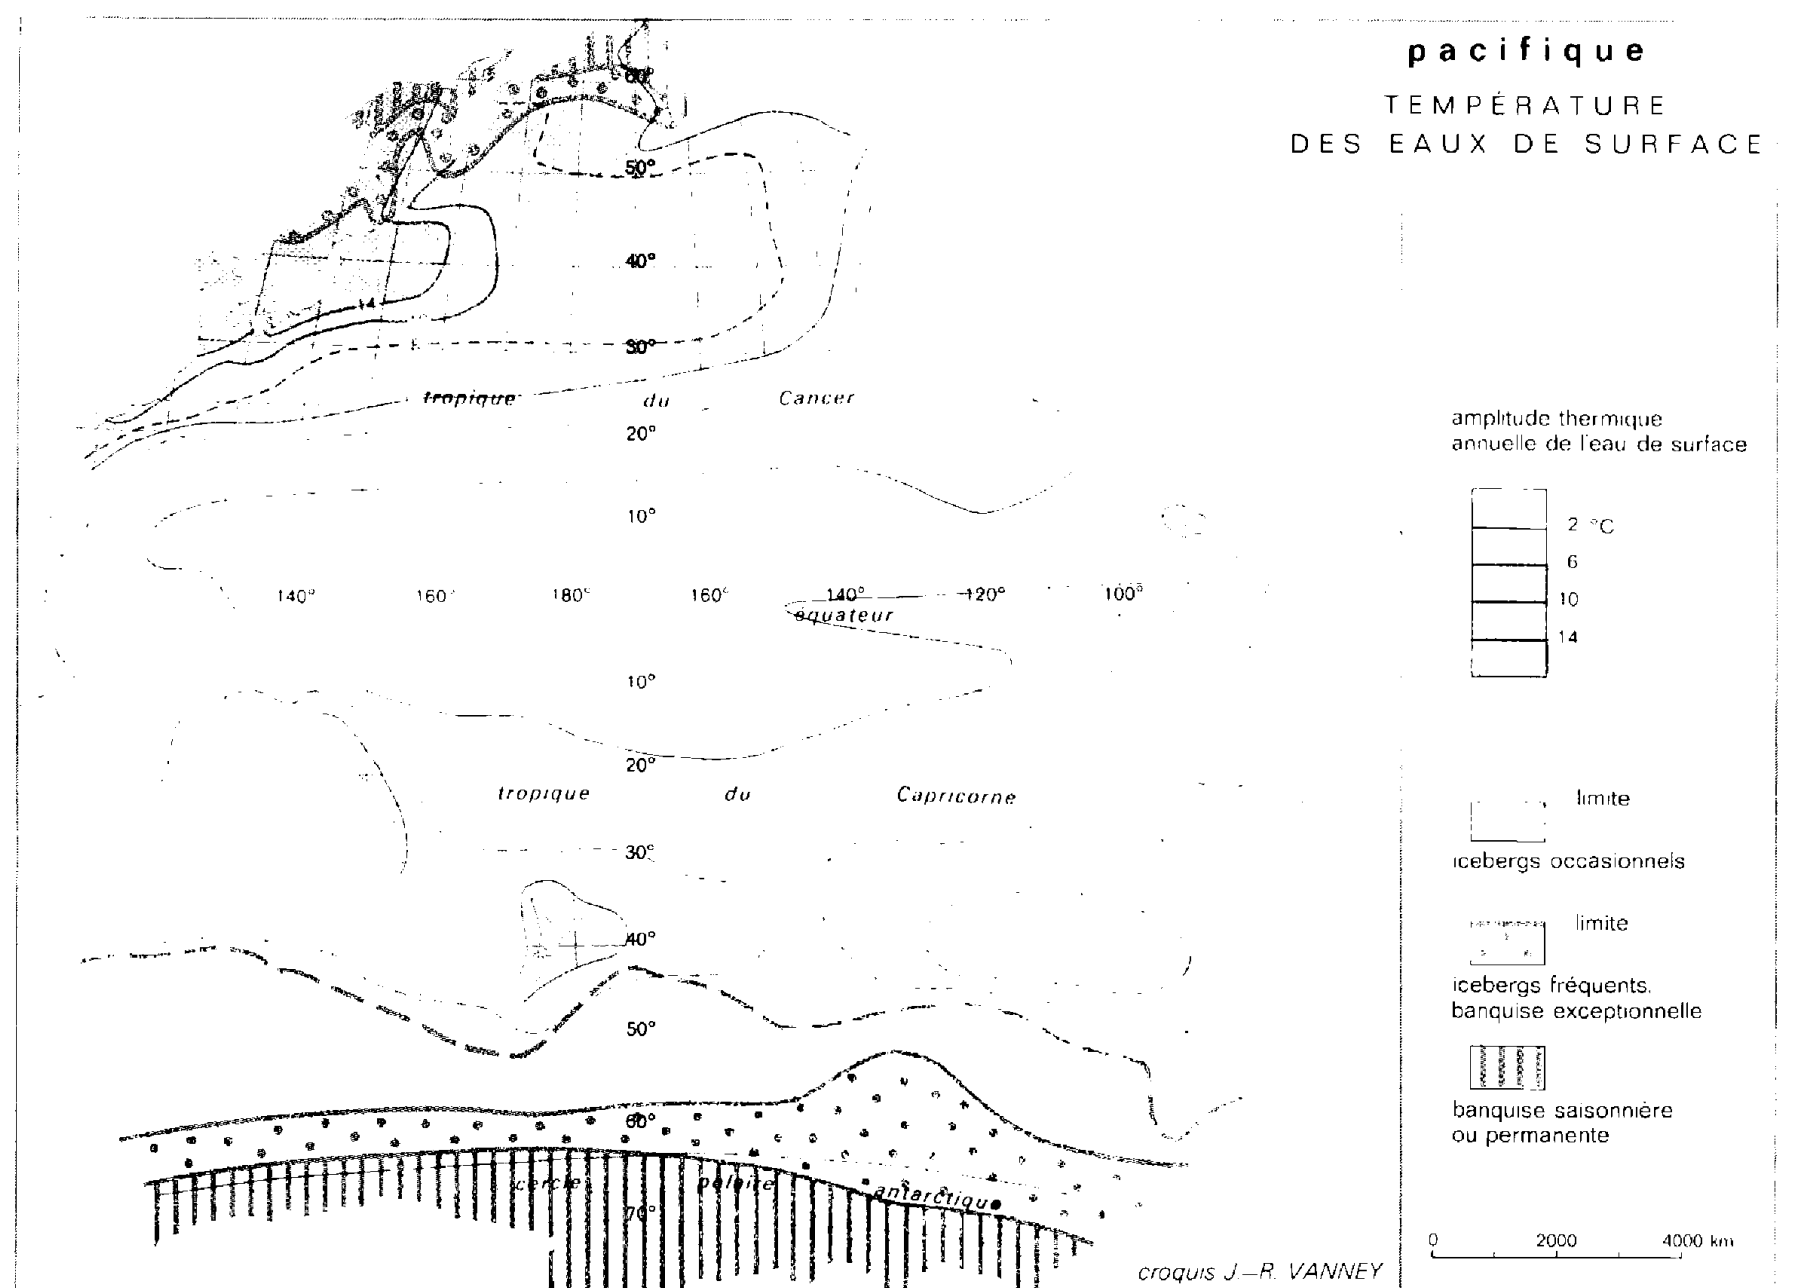 pacifique
TEMPÉRATURE
DES EAUX DE SURFACE
60°
50°
40°
14
30°
tropique du Cancer
20°
10°
140° 160° 180° 160° 140° 120° 100°
équateur
10°
20°
tropique du Capricorne
30°
40°
50°
60°
cercle polaire antarctique
70°
amplitude thermique
annuelle de l'eau de surface
2 °C
6
10
14
limite
icebergs occasionnels
limite
icebergs fréquents.
banquise exceptionnelle
banquise saisonnière
ou permanente
0 2000 4000 km
croquis J.-R. VANNEY